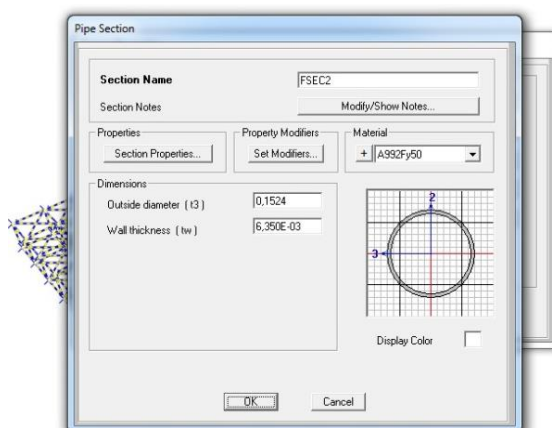 Pipe Section
Section Name FSEC2
Section Notes Modify/Show Notes...
Properties Property Modifiers Material
Section Properties... Set Modifiers... + A992Fy50
Dimensions
Outside diameter ( t3 ) 0,1524
Wall thickness ( tw ) 6,350E-03
2
3
Display Color
OK Cancel